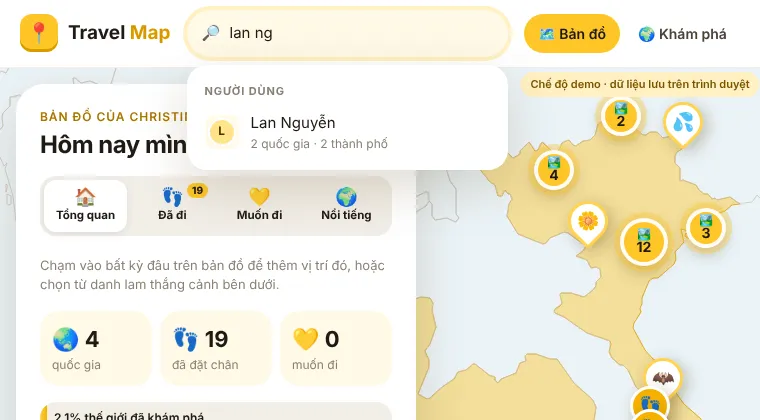 Travel Map
lan ng
Bản đồ
Khám phá
NGƯỜI DÙNG
L
Lan Nguyễn
2 quốc gia · 2 thành phố
Chế độ demo · dữ liệu lưu trên trình duyệt
BẢN ĐỒ CỦA CHRISTI
Hôm nay mìn
Tổng quan
Đã đi
19
Muốn đi
Nổi tiếng
Chạm vào bất kỳ đâu trên bản đồ để thêm vị trí đó, hoặc
chọn từ danh lam thắng cảnh bên dưới.
4
quốc gia
19
đã đặt chân
0
muốn đi
2.1% thế giới đã khám phá
2
4
12
3